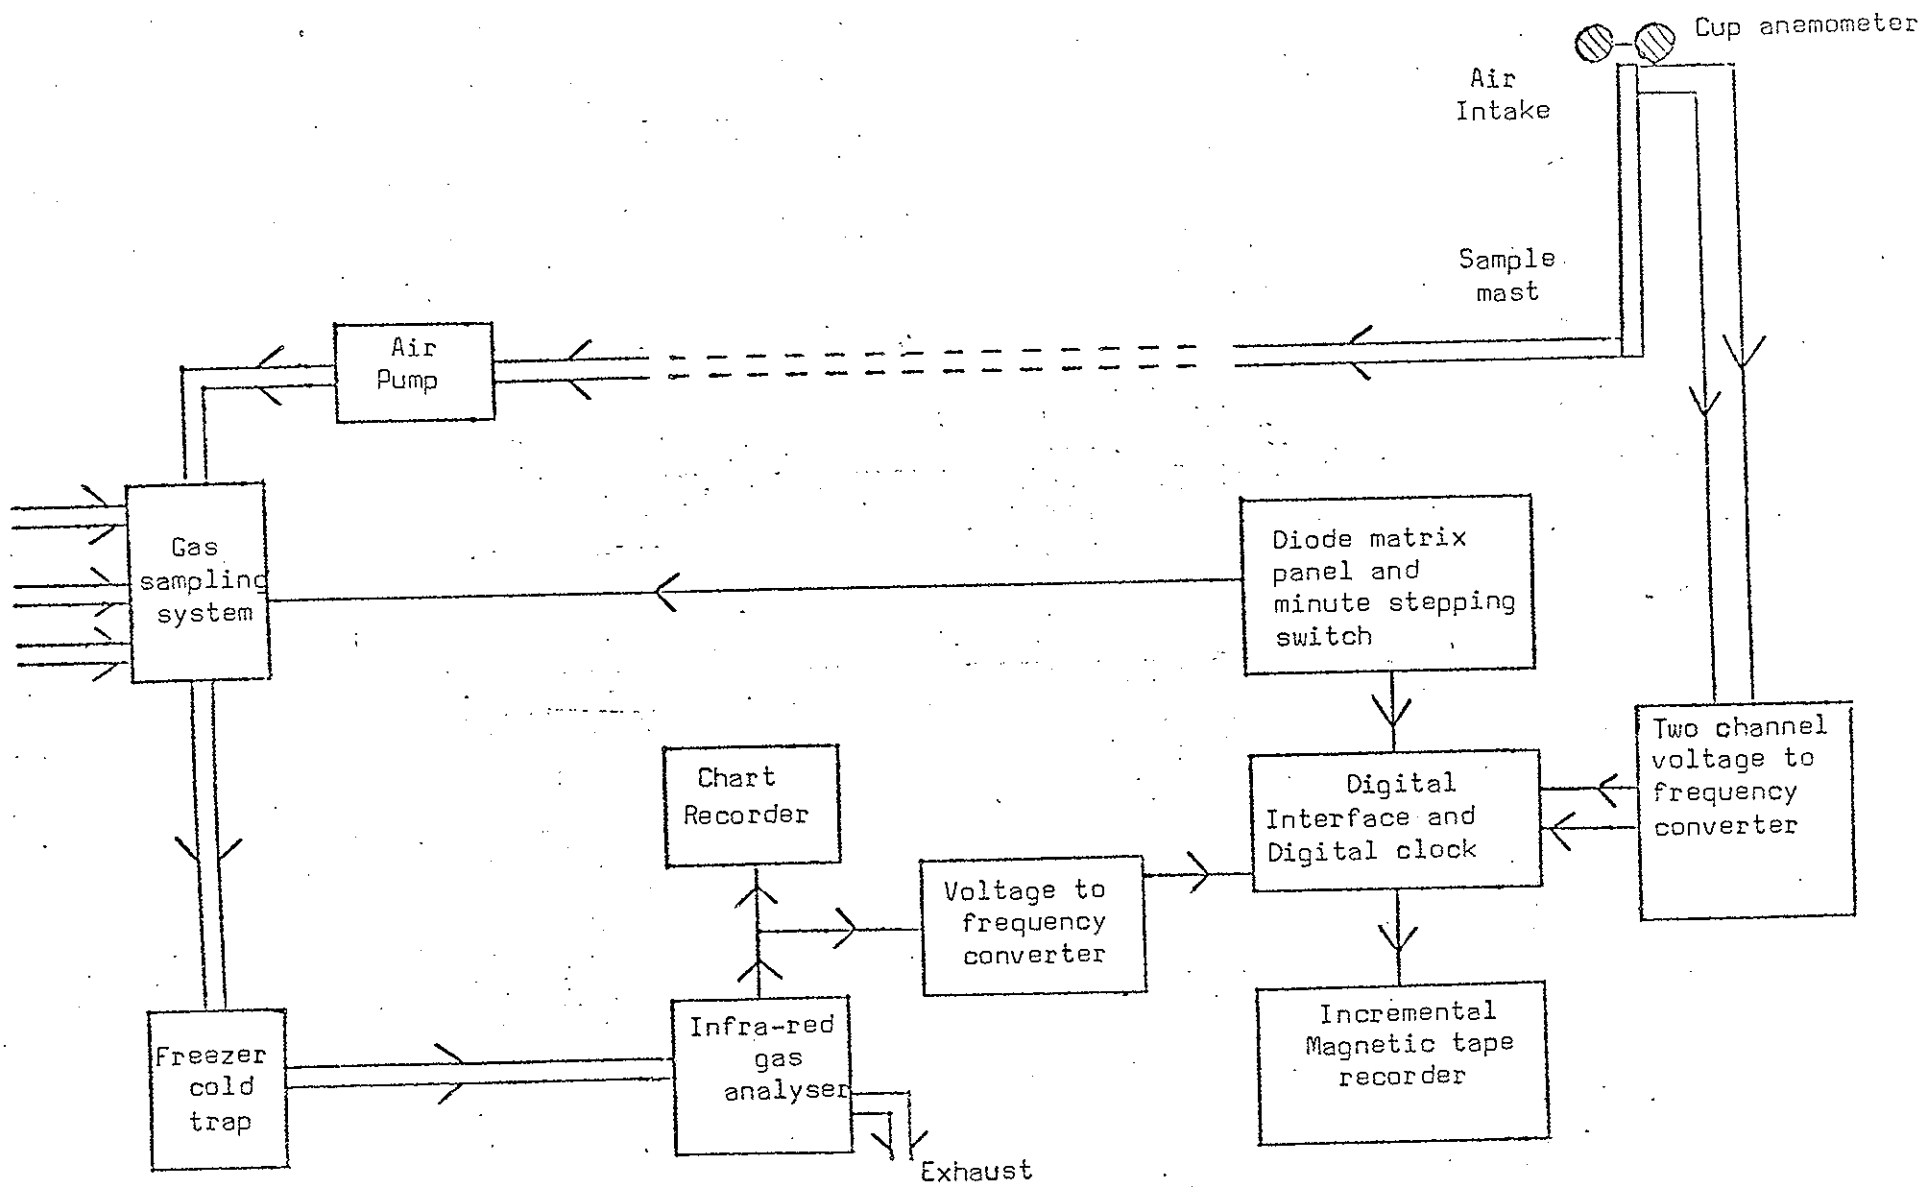 Cup anemometer
Air
Intake
Sample
mast
Air
Pump
Gas
sampling
system
Diode matrix
panel and
minute stepping
switch
Two channel
voltage to
frequency
converter
Chart
Recorder
Digital
Interface and
Digital clock
Voltage to
frequency
converter
Infra-red
gas
analyser
Incremental
Magnetic tape
recorder
Freezer
cold
trap
Exhaust